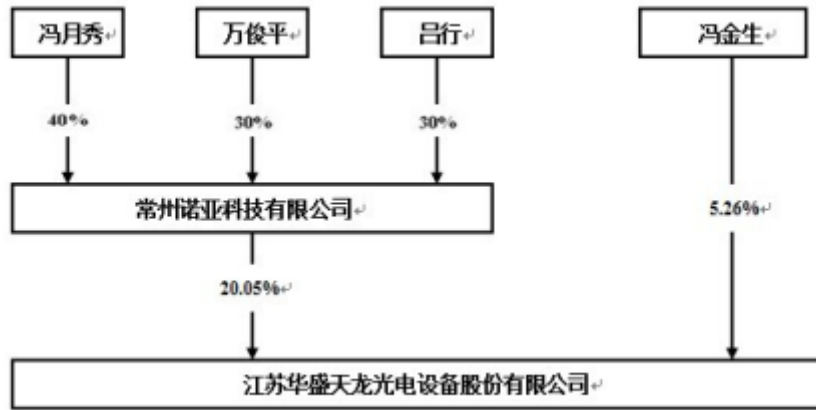 冯月秀
万俊平
吕行
冯金生
40%
30%
30%
5.26%
常州诺亚科技有限公司
20.05%
江苏华盛天龙光电设备股份有限公司